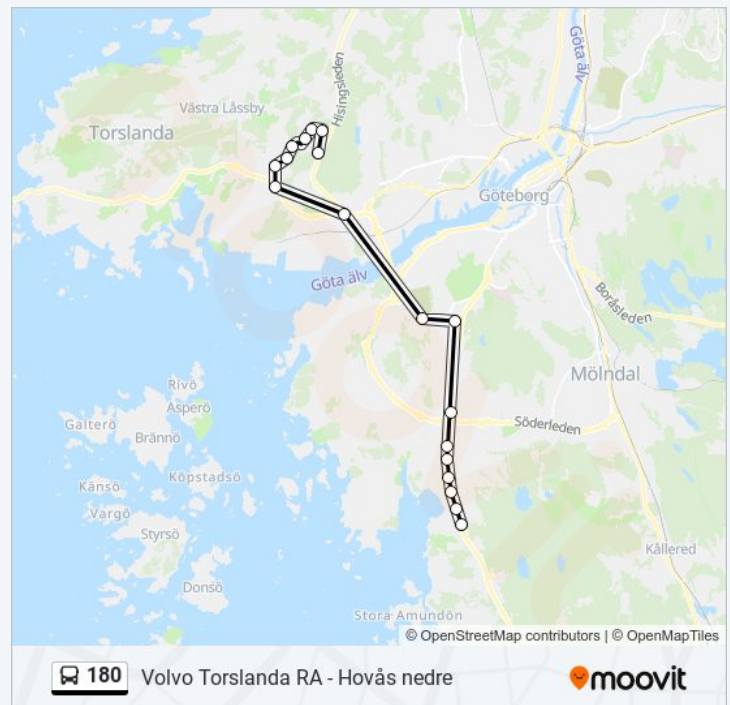 Hisingsleden
Göta älv
Västra Låssby
Torslanda
Göteborg
Göta älv
Boråsleden
Mölndal
Rivö
Asperö
Galterö
Brännö
Söderleden
Känsö
Köpstadsö
Vargö
Styrsö
Kållered
Donsö
Stora Amundön
© OpenStreetMap contributors | © OpenMapTiles
180 Volvo Torslanda RA - Hovås nedre
moovit